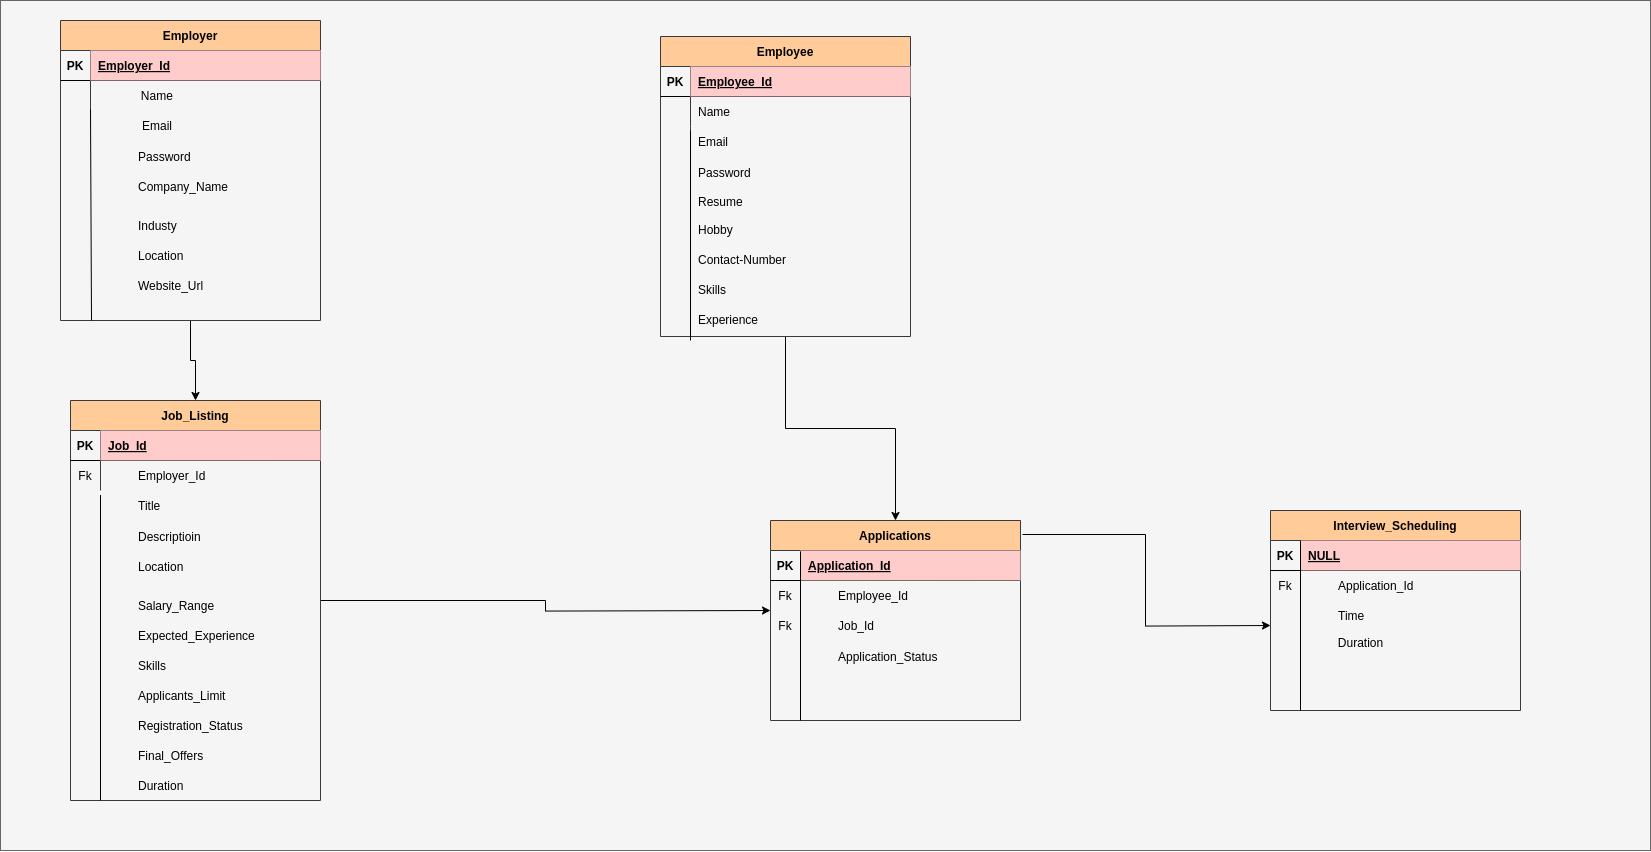 Employer
PK Employer_Id
Name
Email
Password
Company_Name
Industy
Location
Website_Url
Employee
PK Employee_Id
Name
Email
Password
Resume
Hobby
Contact-Number
Skills
Experience
Job_Listing
PK Job_Id
Fk Employer_Id
Title
Descriptioin
Location
Salary_Range
Expected_Experience
Skills
Applicants_Limit
Registration_Status
Final_Offers
Duration
Applications
PK Application_Id
Fk Employee_Id
Fk Job_Id
Application_Status
Interview_Scheduling
PK NULL
Fk Application_Id
Time
Duration